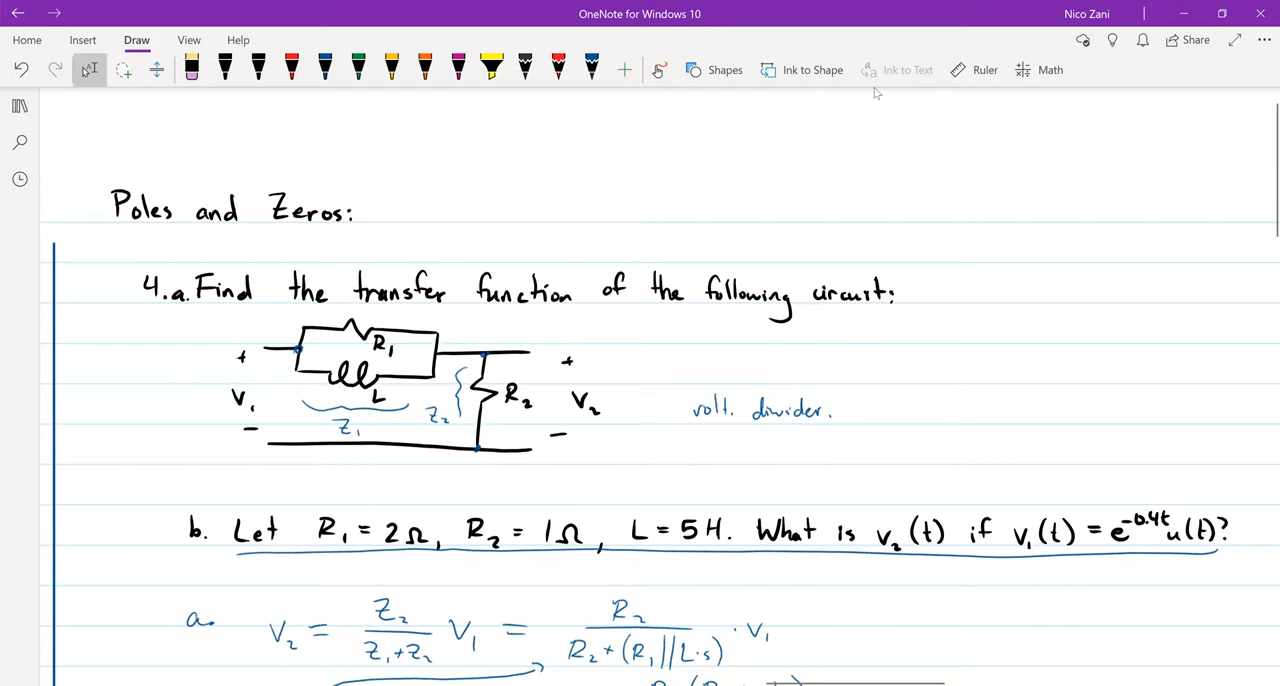 OneNote for Windows 10
Nico Zani
Home Insert Draw View Help
Share
Shapes Ink to Shape Ink to Text Ruler Math
Poles and Zeros:
4.a. Find the transfer function of the following circuit:
+ R₁ +
V₁ L Z₂ R₂ V₂ volt. divider.
− Z₁ −
b. Let R₁ = 2Ω, R₂ = 1Ω, L = 5H. What is v₂(t) if v₁(t) = e^-0.4t u(t)?
a. V₂ = Z₂/(Z₁+Z₂) V₁ = R₂/(R₂+(R₁||L·s)) · V₁